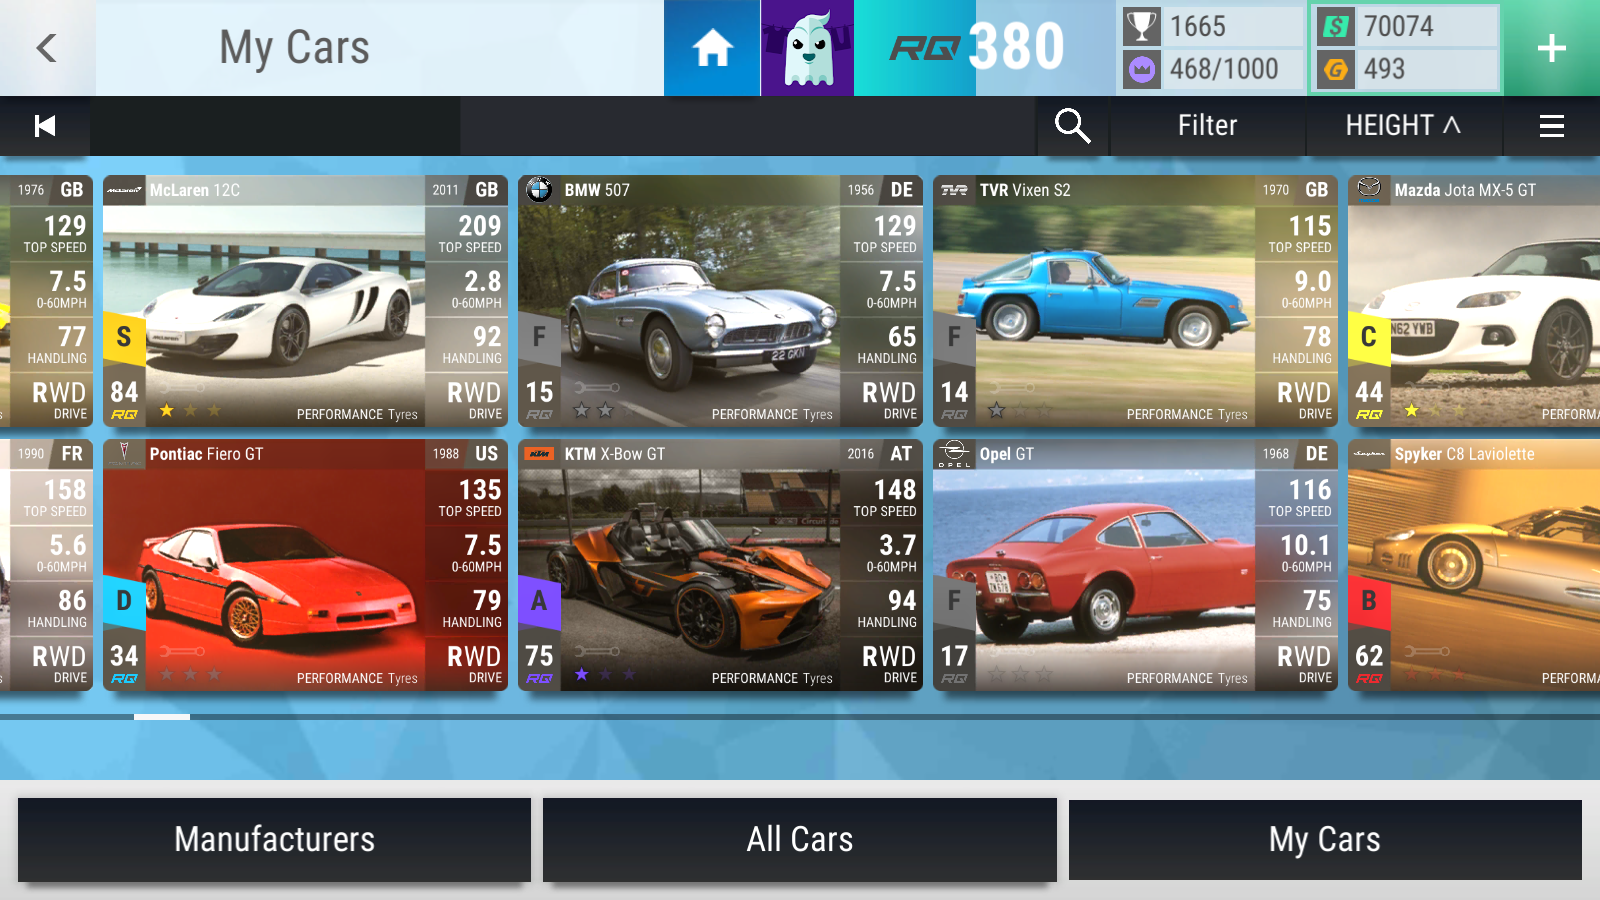 My Cars
RQ 380
1665
468/1000
70074
493
Filter
HEIGHT
1976 GB
129
TOP SPEED
7.5
0-60MPH
77
HANDLING
RWD
DRIVE
McLaren 12C 2011 GB
209
TOP SPEED
2.8
0-60MPH
S
92
HANDLING
84
RQ
RWD
DRIVE
PERFORMANCE Tyres
BMW 507 1956 DE
129
TOP SPEED
7.5
0-60MPH
F
65
HANDLING
22 GKN
15
RQ
RWD
DRIVE
PERFORMANCE Tyres
TVR Vixen S2 1970 GB
115
TOP SPEED
9.0
0-60MPH
F
78
HANDLING
14
RQ
RWD
DRIVE
PERFORMANCE Tyres
Mazda Jota MX-5 GT
N62 YWB
C
44
RQ
PERFORMA
1990 FR
158
TOP SPEED
5.6
0-60MPH
86
HANDLING
RWD
DRIVE
Pontiac Fiero GT 1988 US
135
TOP SPEED
7.5
0-60MPH
D
79
HANDLING
34
RQ
RWD
DRIVE
PERFORMANCE Tyres
KTM KTM X-Bow GT 2016 AT
148
TOP SPEED
3.7
0-60MPH
A
94
HANDLING
75
RQ
RWD
DRIVE
PERFORMANCE Tyres
OPEL Opel GT 1968 DE
116
TOP SPEED
10.1
0-60MPH
F
75
HANDLING
17
RQ
RWD
DRIVE
PERFORMANCE Tyres
Spyker C8 Laviolette
B
62
RQ
PERFORMA
Manufacturers
All Cars
My Cars